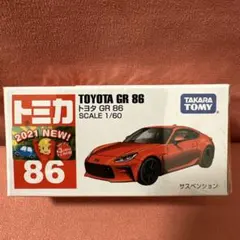 トミカ
2021 NEW!
86
TOYOTA GR 86
トヨタ GR 86
SCALE 1/60
TAKARA TOMY
サスペンション